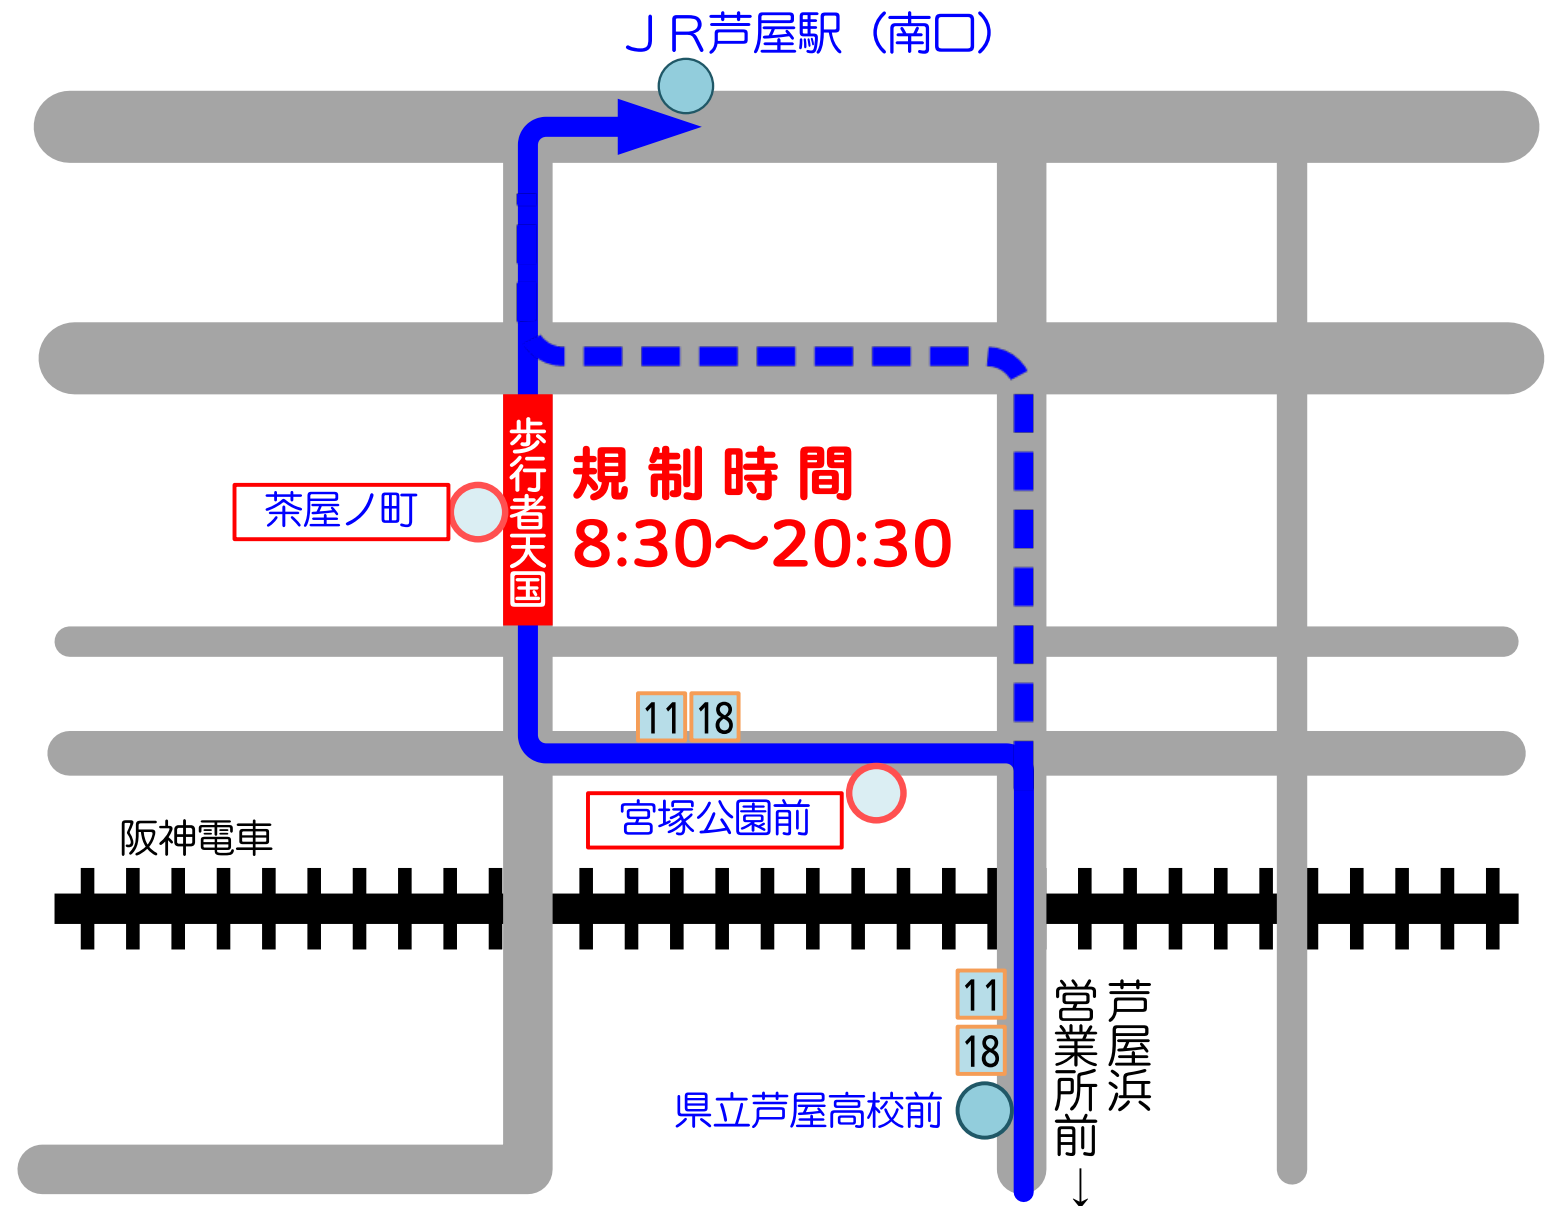 ＪＲ芦屋駅（南口）
歩行者天国
規制時間
8:30～20:30
茶屋ノ町
11 18
宮塚公園前
阪神電車
11
18
県立芦屋高校前
芦屋浜
営業所前→